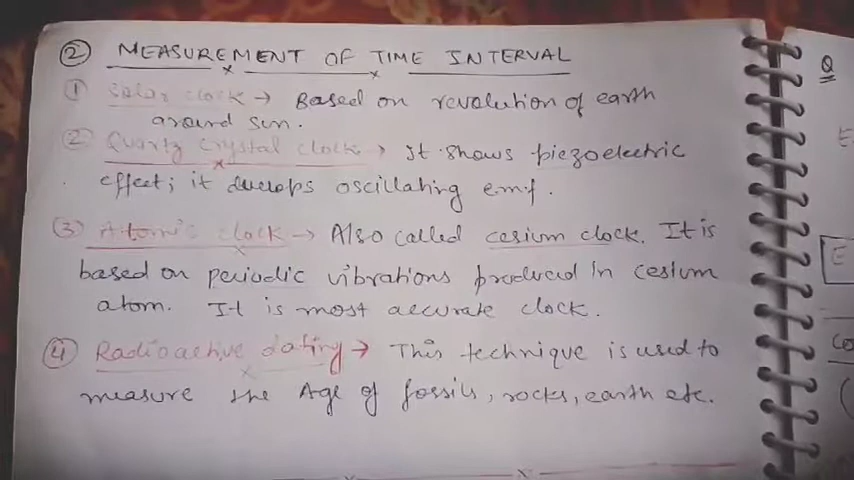 ② MEASUREMENT OF TIME INTERVAL
① Solar clock → Based on revolution of earth
around sun.
② Quartz crystal clock → it shows piezoelectric
effect; it develops oscillating emf.
③ Atomic clock → Also called cesium clock. It is
based on periodic vibrations produced in cesium
atom. It is most accurate clock.
④ Radioactive dating → This technique is used to
measure the Age of fossils, rocks, earth etc.
Q
E
E
co